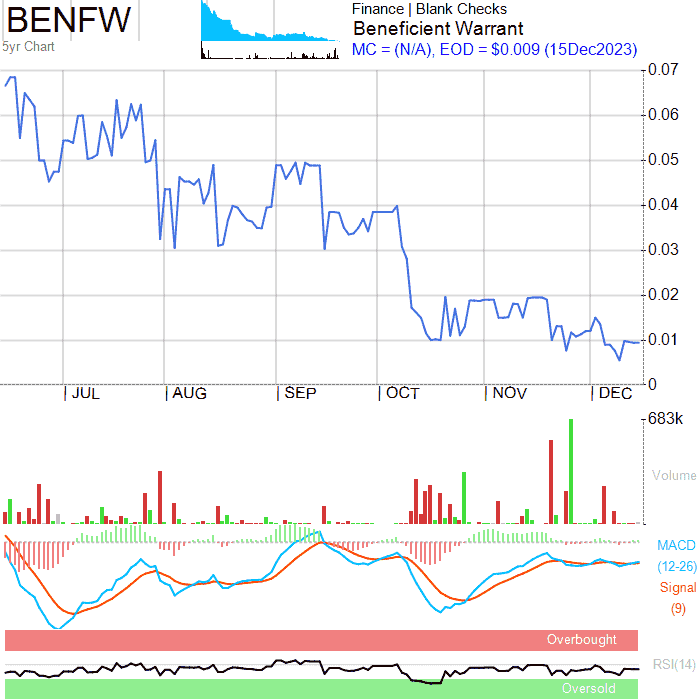 BENFW
5yr Chart
Finance | Blank Checks
Beneficient Warrant
MC = (N/A), EOD = $0.009 (15Dec2023)
0.07
0.06
0.05
0.04
0.03
0.02
0.01
0
JUL AUG SEP OCT NOV DEC
683k
Volume
MACD
(12-26)
Signal
(9)
Overbought
RSI(14)
Oversold